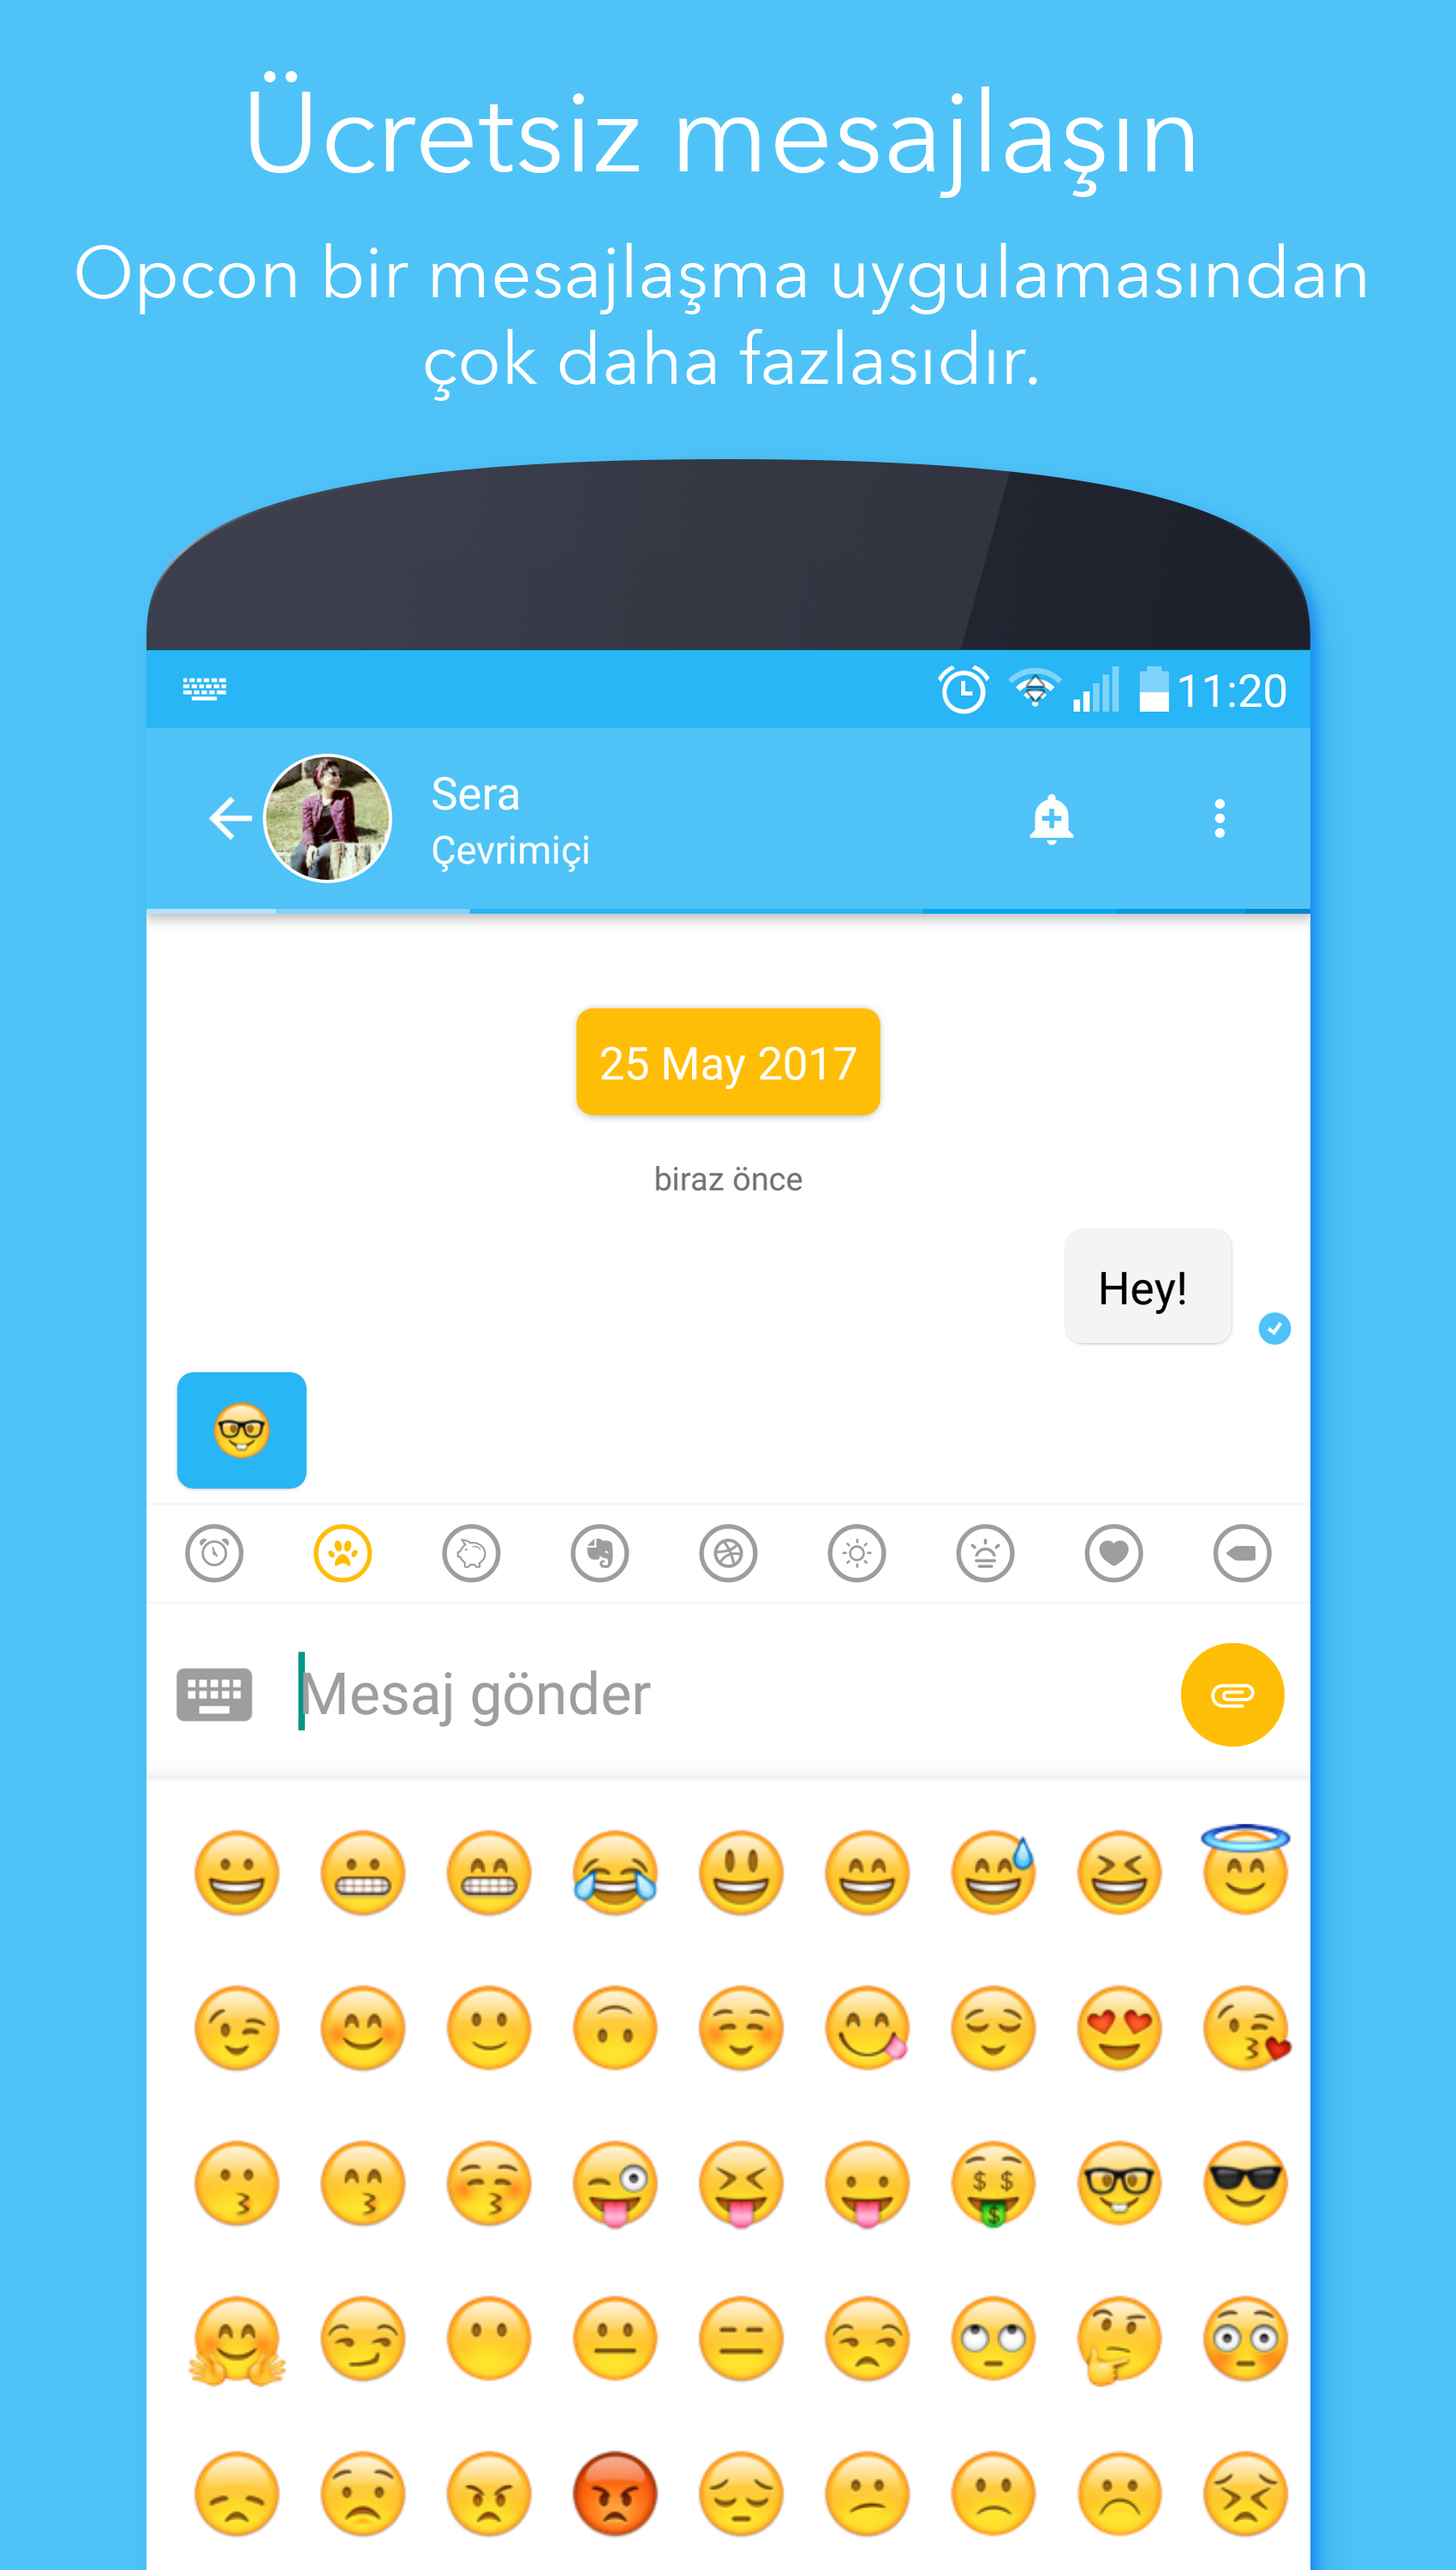 Ücretsiz mesajlaşın
Opcon bir mesajlaşma uygulamasından
çok daha fazlasıdır.
11:20
Sera
Çevrimiçi
25 May 2017
biraz önce
Hey!
Mesaj gönder